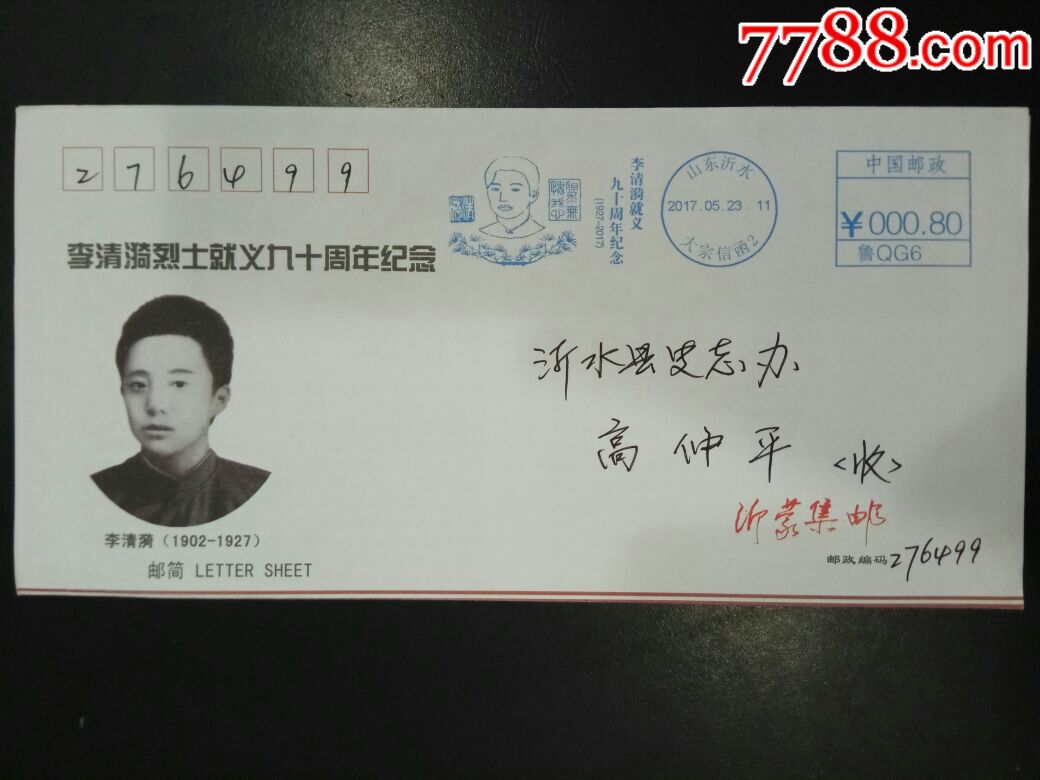 7788.com
276499
李清漪就义
九十周年纪念
(1927-2017)
山东沂水
2017.05.23.11
大宗信函2
中国邮政
¥000.80
鲁QG6
李清漪烈士就义九十周年纪念
沂水县史志办
高仲平<收>
沂蒙集邮
邮政编码276499
李清漪（1902-1927）
邮简 LETTER SHEET